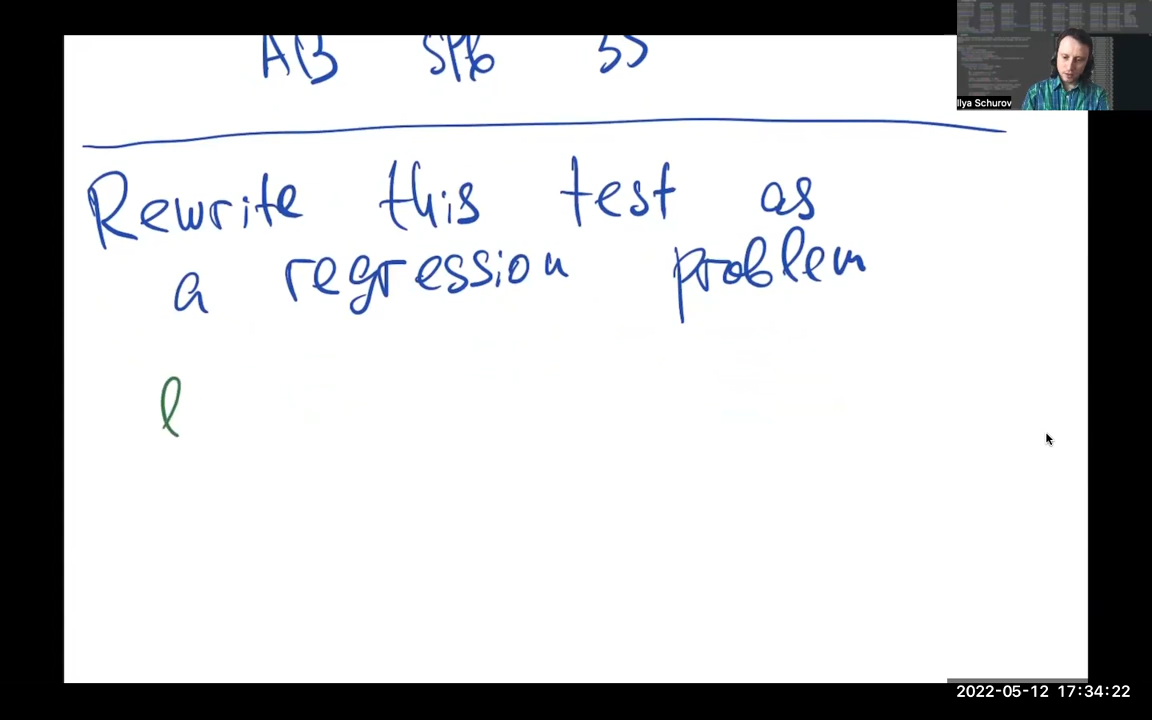 AB SPb 55
Ilya Schurov
Rewrite this test as
a regression problem
l
2022-05-12 17:34:22